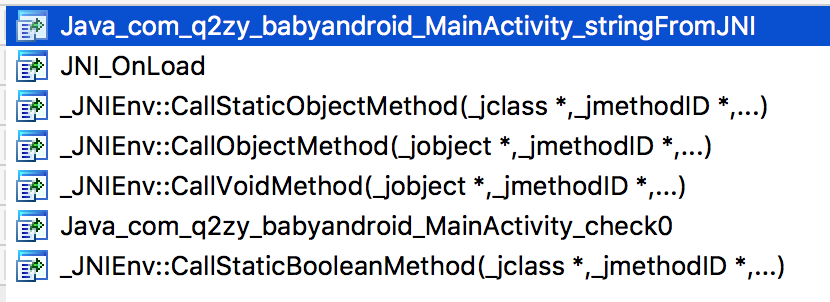 Java_com_q2zy_babyandroid_MainActivity_stringFromJNI
JNI_OnLoad
_JNIEnv::CallStaticObjectMethod(_jclass *,_jmethodID *,...)
_JNIEnv::CallObjectMethod(_jobject *,_jmethodID *,...)
_JNIEnv::CallVoidMethod(_jobject *,_jmethodID *,...)
Java_com_q2zy_babyandroid_MainActivity_check0
_JNIEnv::CallStaticBooleanMethod(_jclass *,_jmethodID *,...)